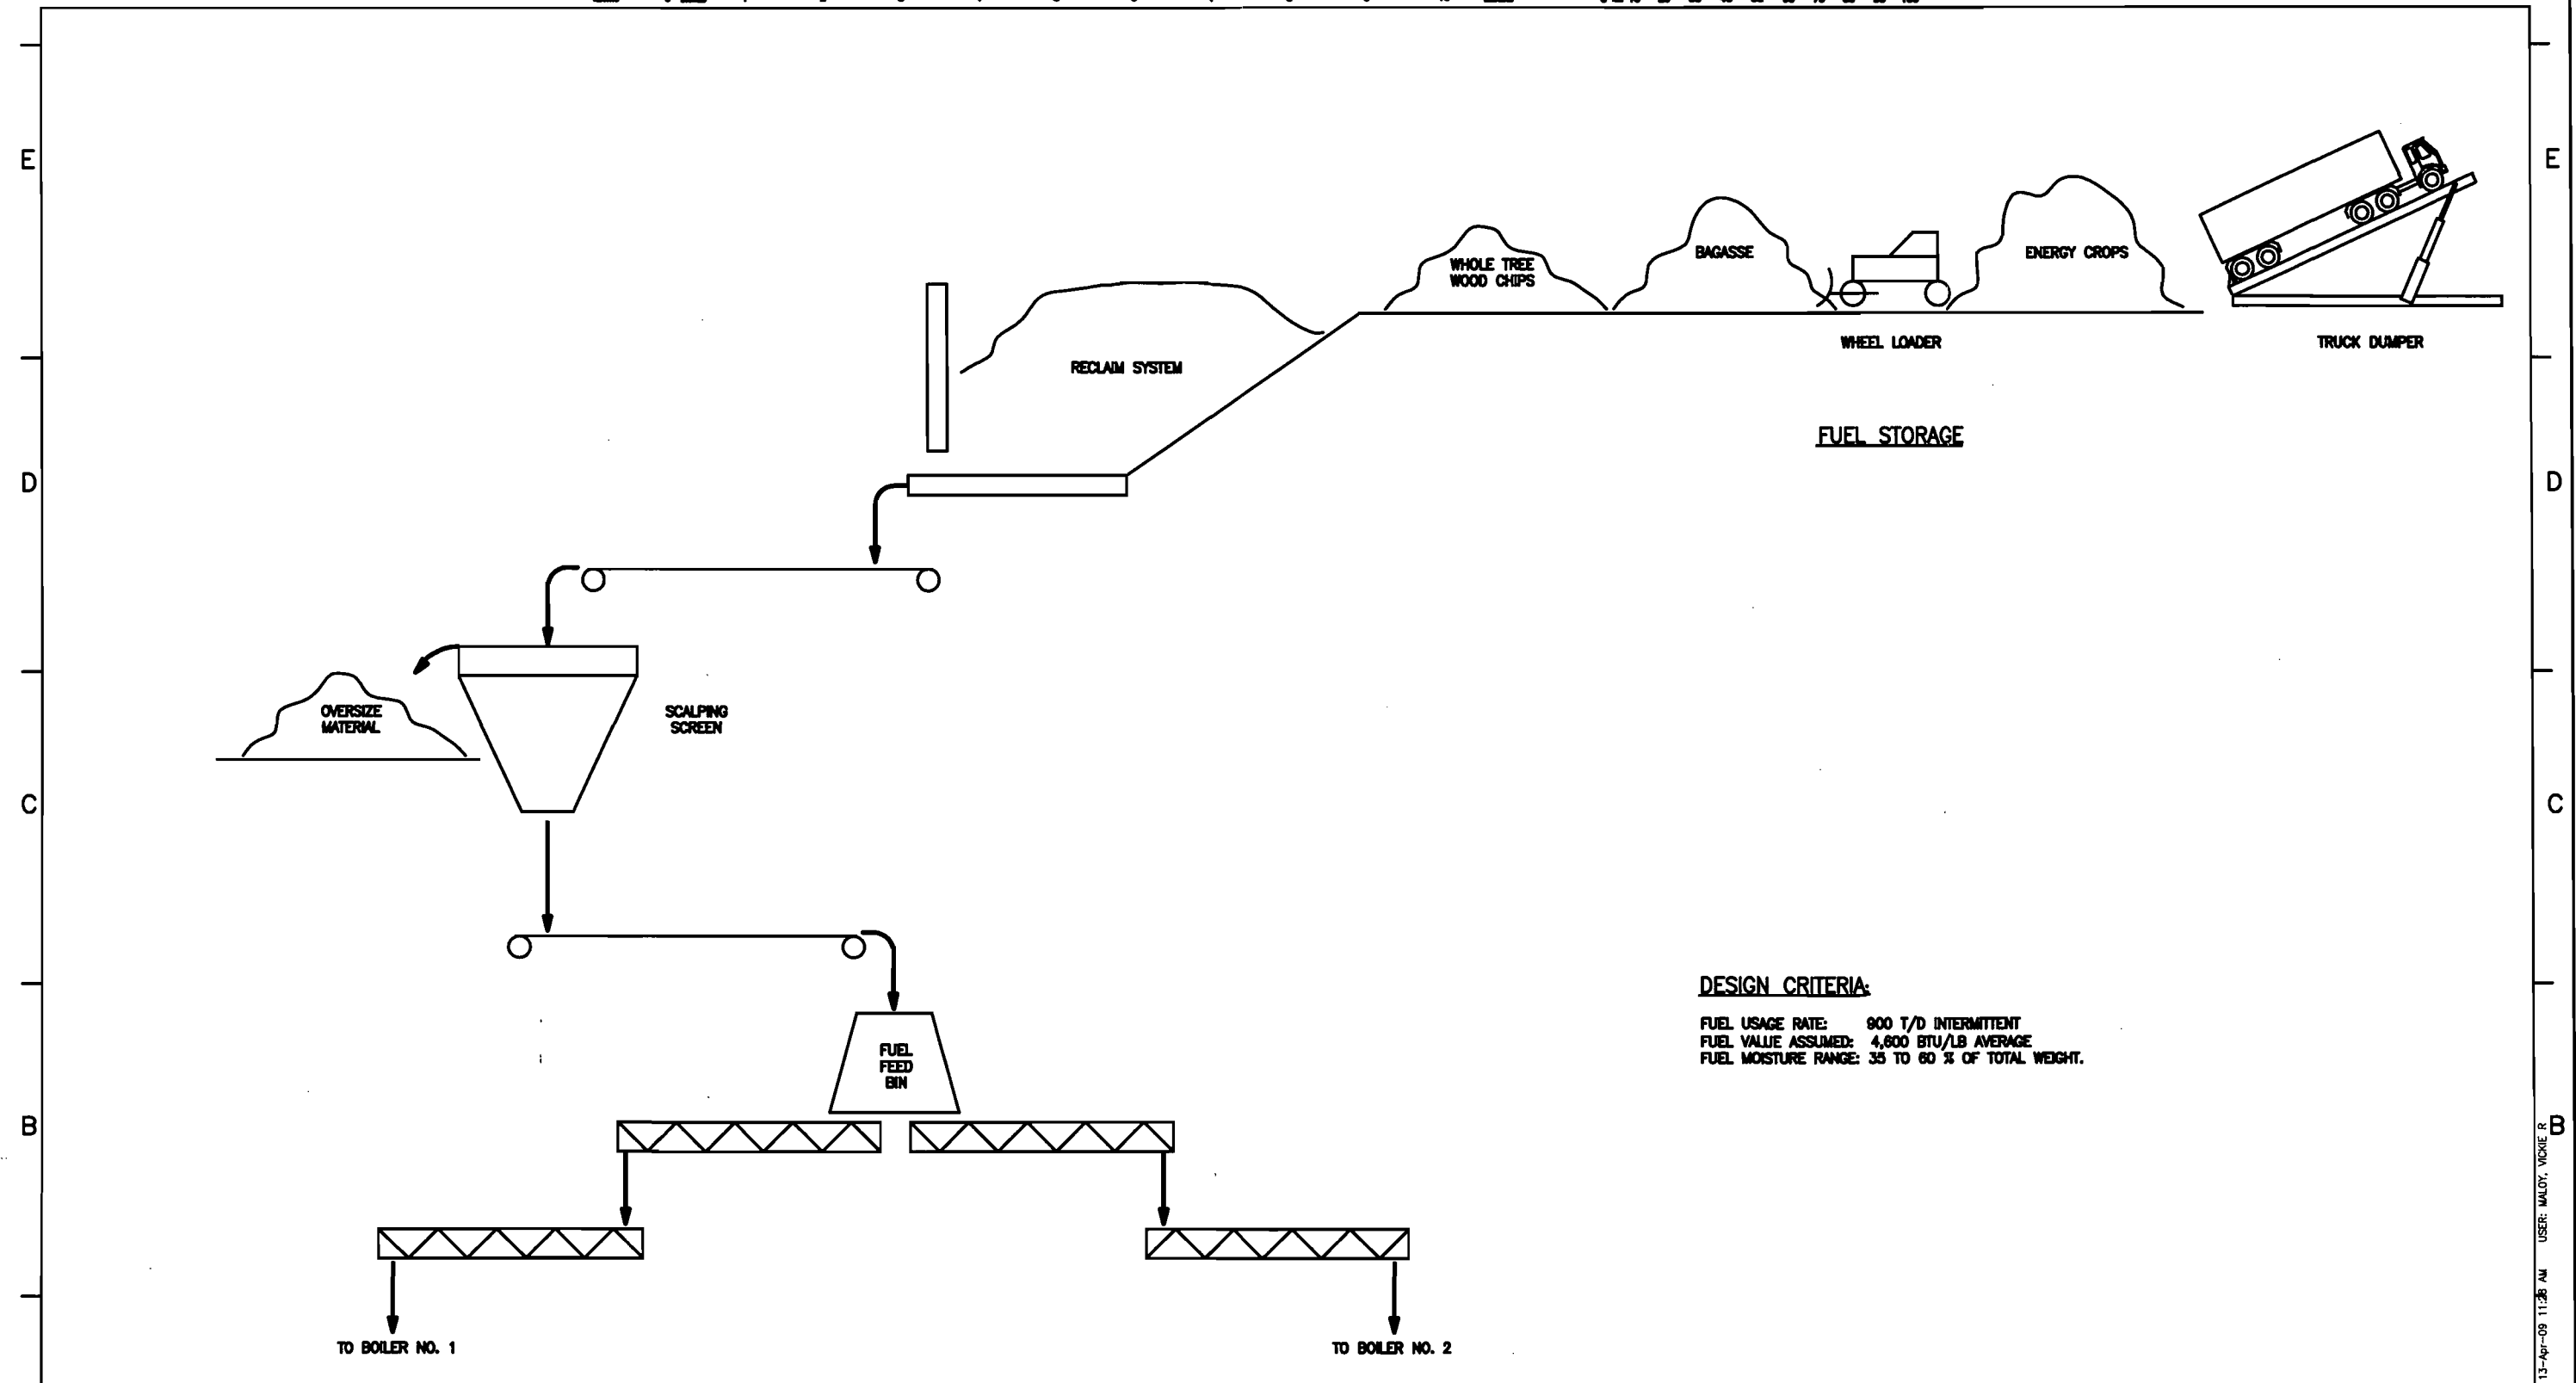 E
E
WHOLE TREE
WOOD CHIPS
BAGASSE
ENERGY CROPS
RECLAIM SYSTEM
WHEEL LOADER
TRUCK DUMPER
FUEL STORAGE
D
D
OVERSIZE
MATERIAL
SCALPING
SCREEN
C
C
DESIGN CRITERIA:
FUEL USAGE RATE: 900 T/D INTERMITTENT
FUEL VALUE ASSUMED: 4,600 BTU/LB AVERAGE
FUEL MOISTURE RANGE: 35 TO 60 % OF TOTAL WEIGHT.
FUEL
FEED
BIN
B
B
TO BOILER NO. 1
TO BOILER NO. 2
13-Apr-09 11:28 AM USER: MALOY, VICKIE R